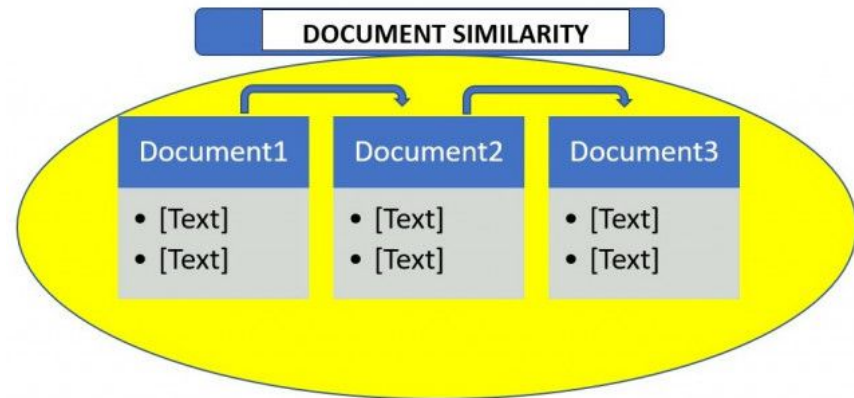 DOCUMENT SIMILARITY
Document1
• [Text]
• [Text]
Document2
• [Text]
• [Text]
Document3
• [Text]
• [Text]